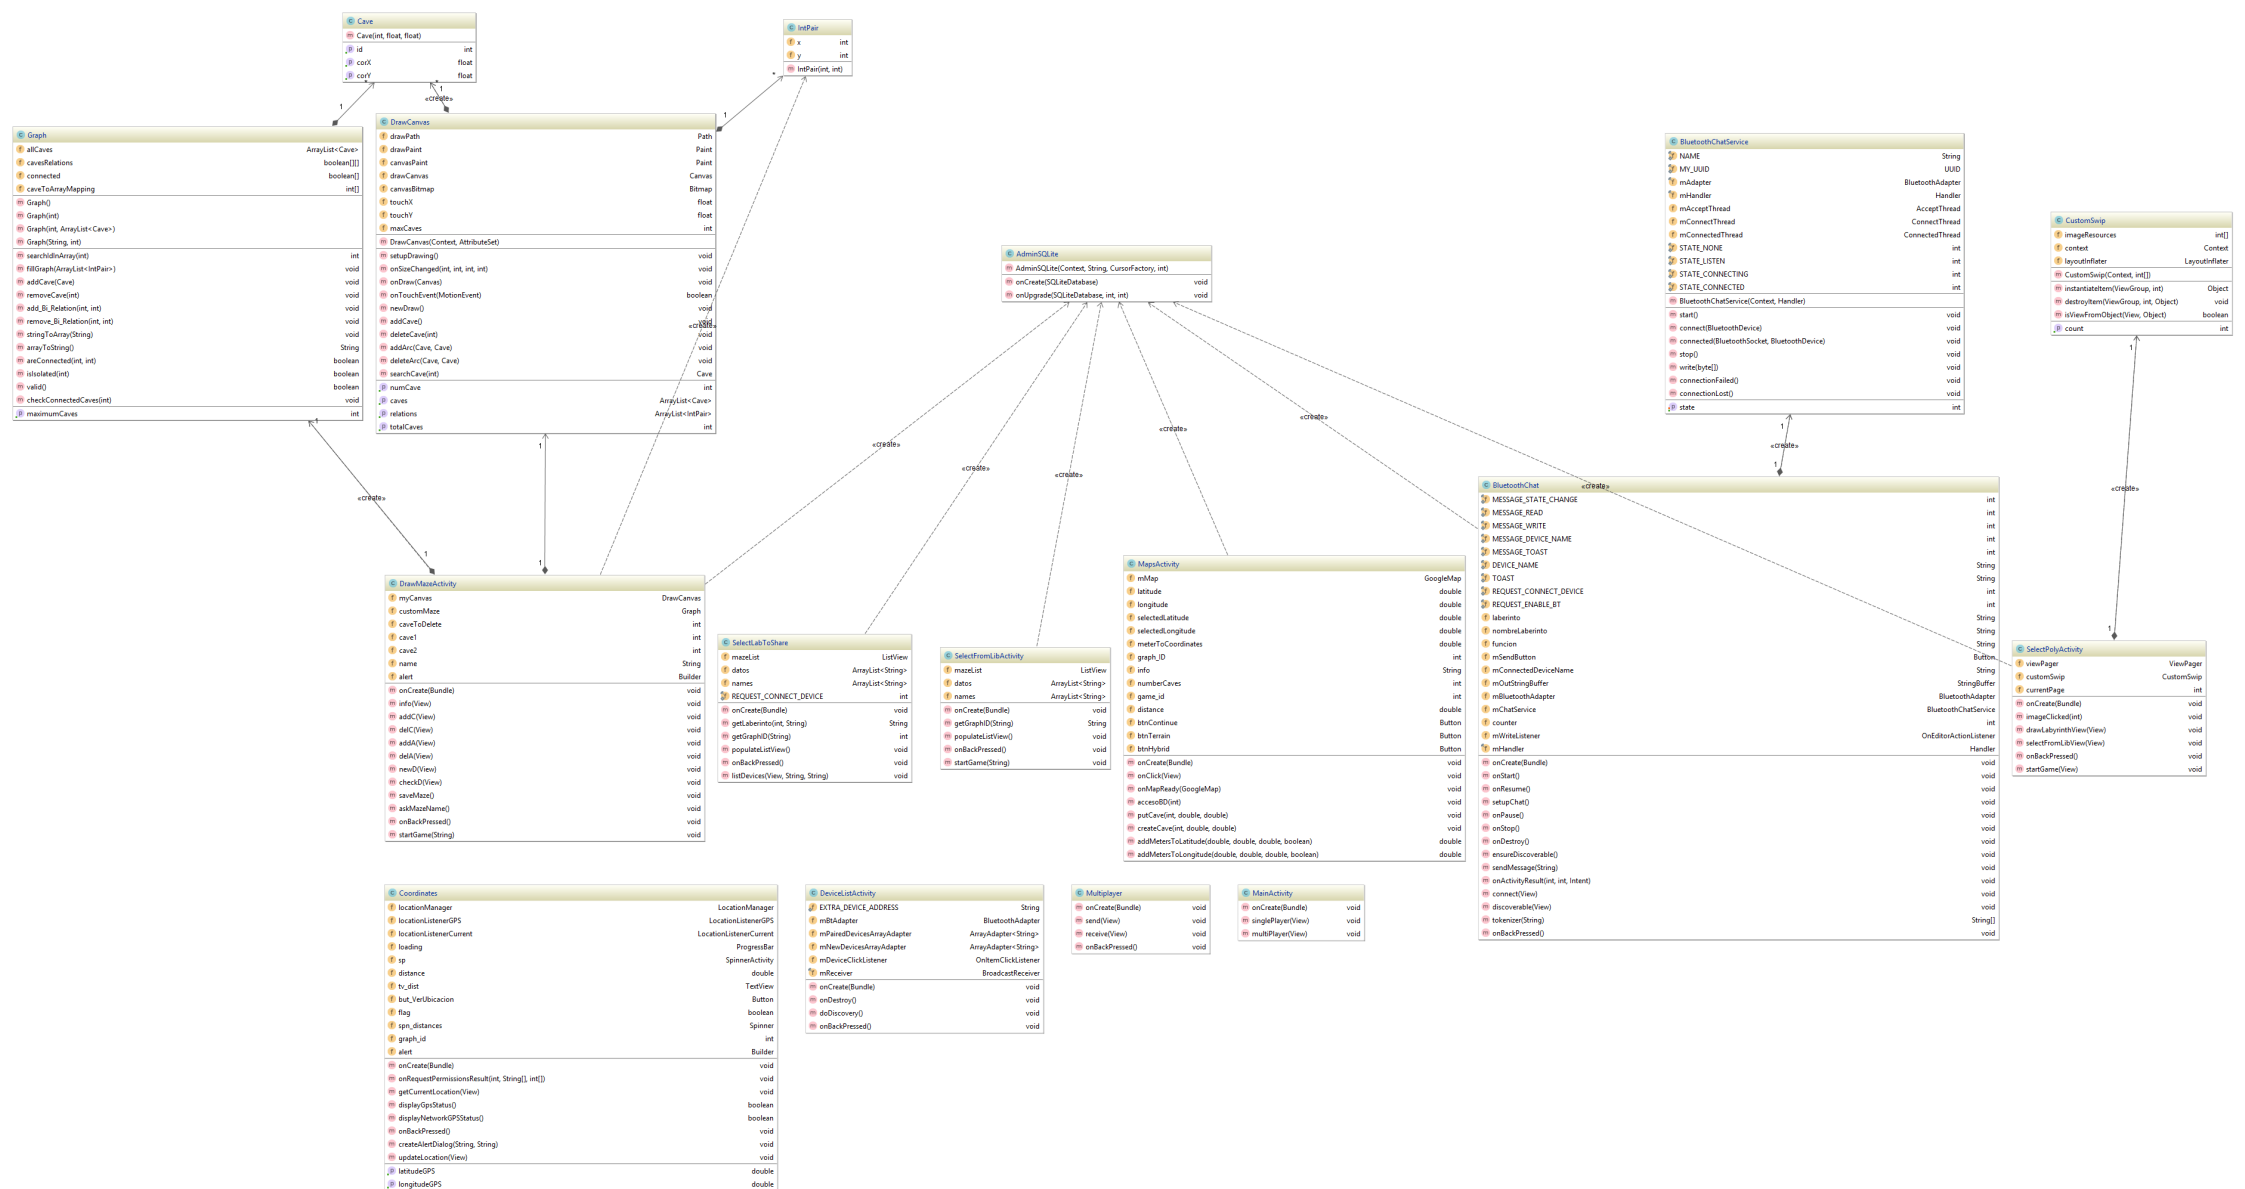 Cave
Cave(int, float, float)
id int
corX float
corY float
IntPair
x int
y int
IntPair(int, int)
* * 1
«create»
1
*
1
Graph
allCaves ArrayList<Cave>
cavesRelations boolean[][]
connected boolean[]
caveToArrayMapping int[]
Graph()
Graph(int)
Graph(int, ArrayList<Cave>)
Graph(String, int)
searchIdInArray(int) int
fillGraph(ArrayList<IntPair>) void
addCave(Cave) void
removeCave(int) void
add_Bi_Relation(int, int) void
remove_Bi_Relation(int, int) void
stringToArray(String) void
arrayToString() String
areConnected(int, int) boolean
isIsolated(int) boolean
valid() boolean
checkConnectedCaves(int) void
maximumCaves int
DrawCanvas
drawPath Path
drawPaint Paint
canvasPaint Paint
drawCanvas Canvas
canvasBitmap Bitmap
touchX float
touchY float
maxCaves int
DrawCanvas(Context, AttributeSet)
setupDrawing() void
onSizeChanged(int, int, int, int) void
onDraw(Canvas) void
onTouchEvent(MotionEvent) boolean
newDraw() void
addCave() void
deleteCave(int) void
addArc(Cave, Cave) void
deleteArc(Cave, Cave) void
searchCave(int) Cave
numCave int
caves ArrayList<Cave>
relations ArrayList<IntPair>
totalCaves int
«create»
AdminSQLite
AdminSQLite(Context, String, CursorFactory, int)
onCreate(SQLiteDatabase) void
onUpgrade(SQLiteDatabase, int, int) void
BluetoothChatService
NAME String
MY_UUID UUID
mAdapter BluetoothAdapter
mHandler Handler
mAcceptThread AcceptThread
mConnectThread ConnectThread
mConnectedThread ConnectedThread
STATE_NONE int
STATE_LISTEN int
STATE_CONNECTING int
STATE_CONNECTED int
BluetoothChatService(Context, Handler)
start() void
connect(BluetoothDevice) void
connected(BluetoothSocket, BluetoothDevice) void
stop() void
write(byte[]) void
connectionFailed() void
connectionLost() void
state int
CustomSwip
imageResources int[]
context Context
layoutInflater LayoutInflater
CustomSwip(Context, int[])
instantiateItem(ViewGroup, int) Object
destroyItem(ViewGroup, int, Object) void
isViewFromObject(View, Object) boolean
count int
1
1
«create»
1
1
1
«create»
«create»
«create»
«create»
«create»
«create»
1
«create»
1
1
«create»
1
DrawMazeActivity
myCanvas DrawCanvas
customMaze Graph
caveToDelete int
cave1 int
cave2 int
name String
alert Builder
onCreate(Bundle) void
info(View) void
addC(View) void
delC(View) void
addA(View) void
delA(View) void
newD(View) void
checkD(View) void
saveMaze() void
askMazeName() void
onBackPressed() void
startGame(String) void
SelectLabToShare
mazeList ListView
datos ArrayList<String>
names ArrayList<String>
REQUEST_CONNECT_DEVICE int
onCreate(Bundle) void
getLaberinto(int, String) String
getGraphID(String) int
populateListView() void
onBackPressed() void
listDevices(View, String, String) void
SelectFromLibActivity
mazeList ListView
datos ArrayList<String>
names ArrayList<String>
onCreate(Bundle) void
getGraphID(String) String
populateListView() void
onBackPressed() void
startGame(String) void
MapsActivity
mMap GoogleMap
latitude double
longitude double
selectedLatitude double
selectedLongitude double
meterToCoordinates double
graph_ID int
info String
numberCaves int
game_id int
distance double
btnContinue Button
btnTerrain Button
btnHybrid Button
onCreate(Bundle) void
onClick(View) void
onMapReady(GoogleMap) void
accesoBD(int) void
putCave(int, double, double) void
createCave(int, double, double) void
addMetersToLatitude(double, double, double, boolean) double
addMetersToLongitude(double, double, double, boolean) double
BluetoothChat
MESSAGE_STATE_CHANGE int
MESSAGE_READ int
MESSAGE_WRITE int
MESSAGE_DEVICE_NAME int
MESSAGE_TOAST int
DEVICE_NAME String
TOAST String
REQUEST_CONNECT_DEVICE int
REQUEST_ENABLE_BT int
laberinto String
nombreLaberinto String
funcion String
mSendButton Button
mConnectedDeviceName String
mOutStringBuffer String
mBluetoothAdapter BluetoothAdapter
mChatService BluetoothChatService
counter int
mWriteListener OnEditorActionListener
mHandler Handler
onCreate(Bundle) void
onStart() void
onResume() void
setupChat() void
onPause() void
onStop() void
onDestroy() void
ensureDiscoverable() void
sendMessage(String) void
onActivityResult(int, int, Intent) void
connect(View) void
discoverable(View) void
tokenizer(String) String[]
onBackPressed() void
SelectPolyActivity
viewPager ViewPager
customSwip CustomSwip
currentPage int
onCreate(Bundle) void
imageClicked(int) void
drawLabyrinthView(View) void
selectFromLibView(View) void
onBackPressed() void
startGame(View) void
Coordinates
locationManager LocationManager
locationListenerGPS LocationListenerGPS
locationListenerCurrent LocationListenerCurrent
loading ProgressBar
sp SpinnerActivity
distance double
tv_dist TextView
but_VerUbicacion Button
flag boolean
spn_distances Spinner
graph_id int
alert Builder
onCreate(Bundle) void
onRequestPermissionsResult(int, String[], int[]) void
getCurrentLocation(View) void
displayGpsStatus() boolean
displayNetworkGPSStatus() boolean
onBackPressed() void
createAlertDialog(String, String) void
updateLocation(View) void
latitudeGPS double
longitudeGPS double
DeviceListActivity
EXTRA_DEVICE_ADDRESS String
mBtAdapter BluetoothAdapter
mPairedDevicesArrayAdapter ArrayAdapter<String>
mNewDevicesArrayAdapter ArrayAdapter<String>
mDeviceClickListener OnItemClickListener
mReceiver BroadcastReceiver
onCreate(Bundle) void
onDestroy() void
doDiscovery() void
onBackPressed() void
Multiplayer
onCreate(Bundle) void
send(View) void
receive(View) void
onBackPressed() void
MainActivity
onCreate(Bundle) void
singlePlayer(View) void
multiPlayer(View) void